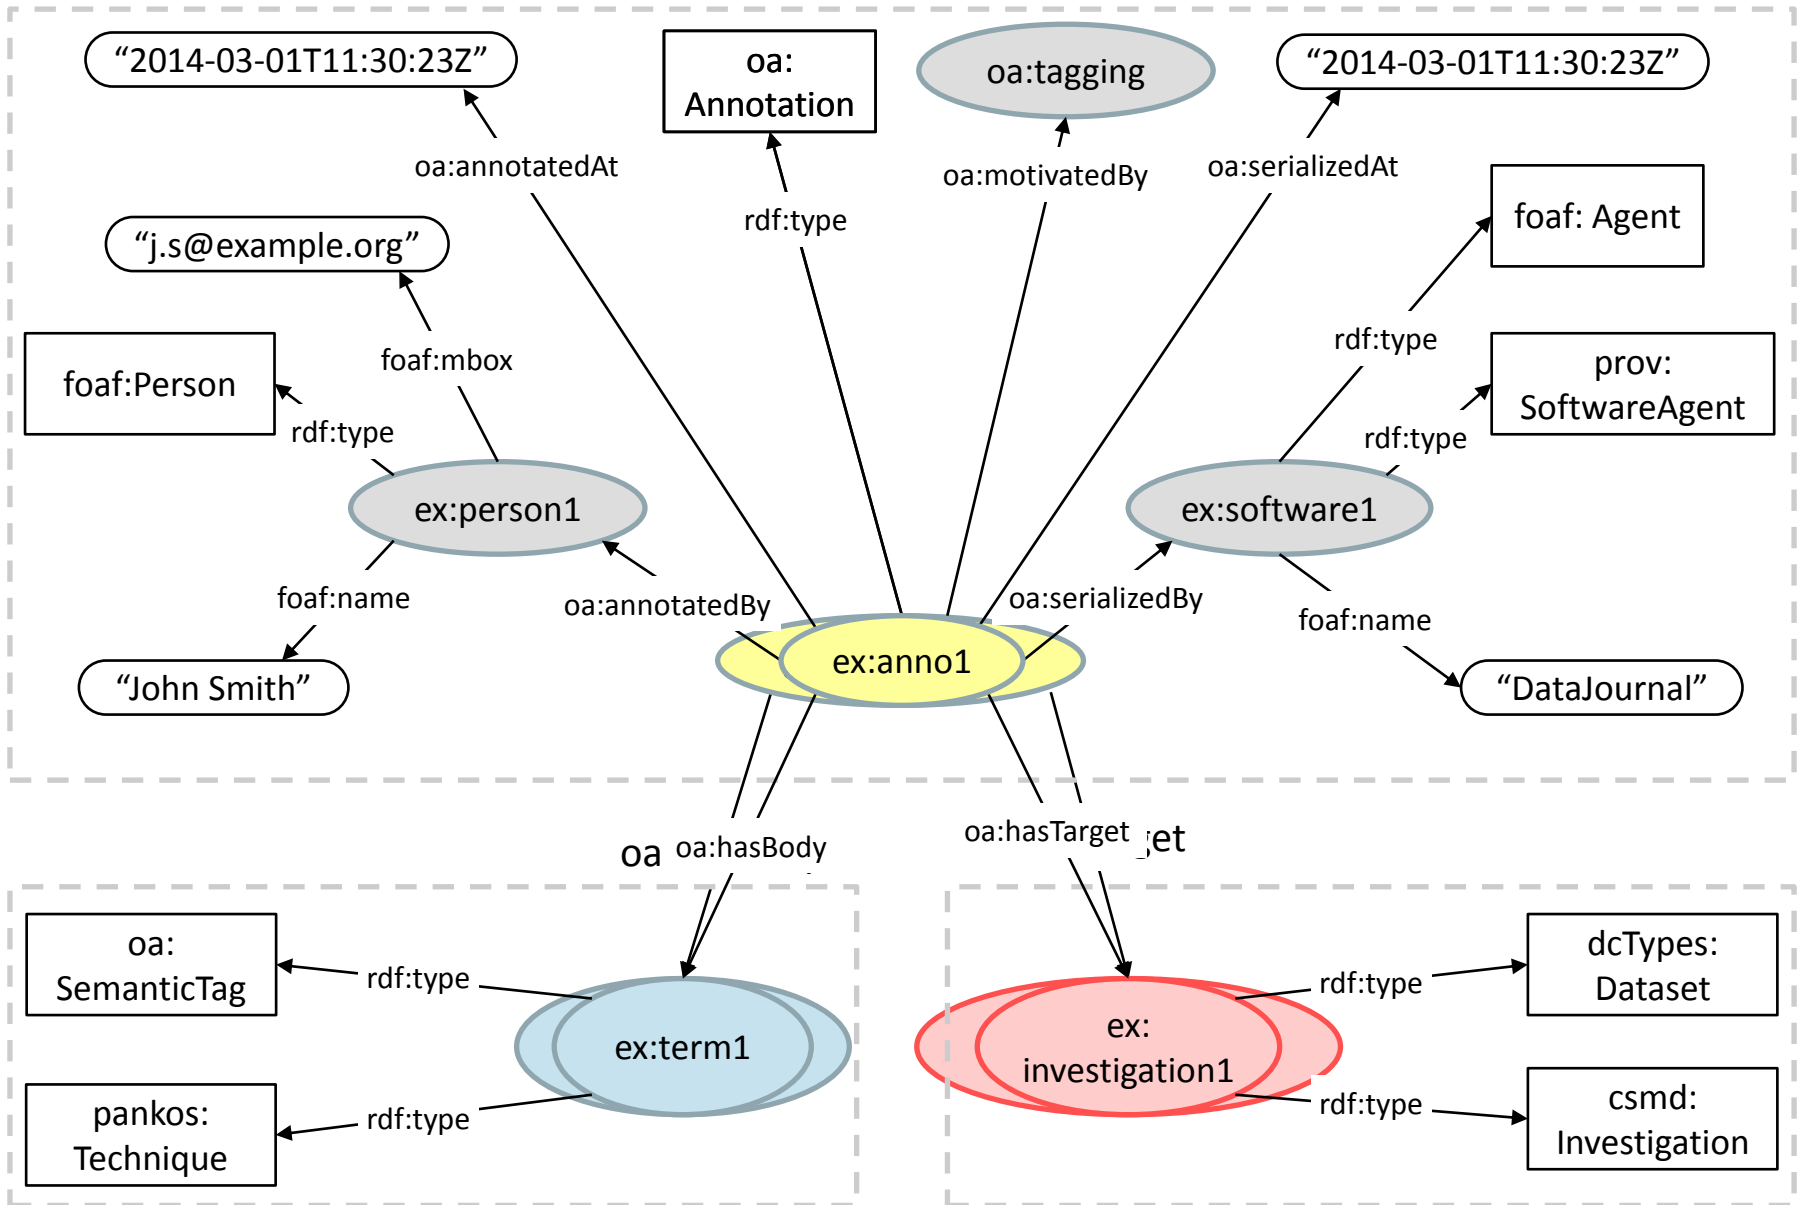 “2014-03-01T11:30:23Z”
oa:
Annotation
oa:tagging
“2014-03-01T11:30:23Z”
oa:annotatedAt
rdf:type
oa:motivatedBy
oa:serializedAt
foaf: Agent
“j.s@example.org”
foaf:mbox
rdf:type
foaf:Person
rdf:type
prov:
SoftwareAgent
rdf:type
ex:person1
ex:software1
foaf:name
oa:annotatedBy
oa:serializedBy
foaf:name
“John Smith”
ex:anno1
“DataJournal”
oa
oa:hasBody
oa:hasTarget
get
oa:
SemanticTag
rdf:type
rdf:type
dcTypes:
Dataset
ex:term1
ex:
investigation1
pankos:
Technique
rdf:type
rdf:type
csmd:
Investigation